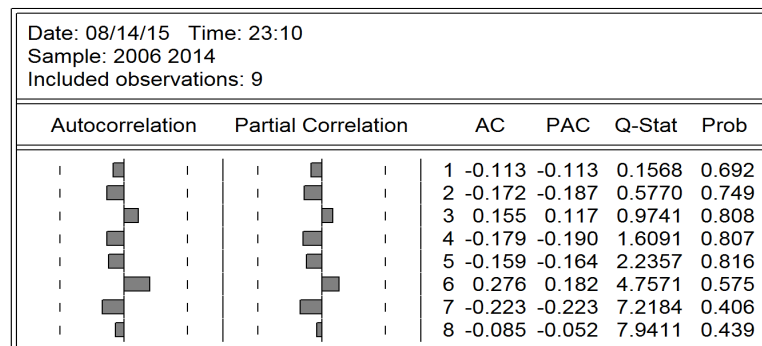 Date: 08/14/15 Time: 23:10
Sample: 2006 2014
Included observations: 9
Autocorrelation Partial Correlation AC PAC Q-Stat Prob
1 -0.113 -0.113 0.1568 0.692
2 -0.172 -0.187 0.5770 0.749
3 0.155 0.117 0.9741 0.808
4 -0.179 -0.190 1.6091 0.807
5 -0.159 -0.164 2.2357 0.816
6 0.276 0.182 4.7571 0.575
7 -0.223 -0.223 7.2184 0.406
8 -0.085 -0.052 7.9411 0.439